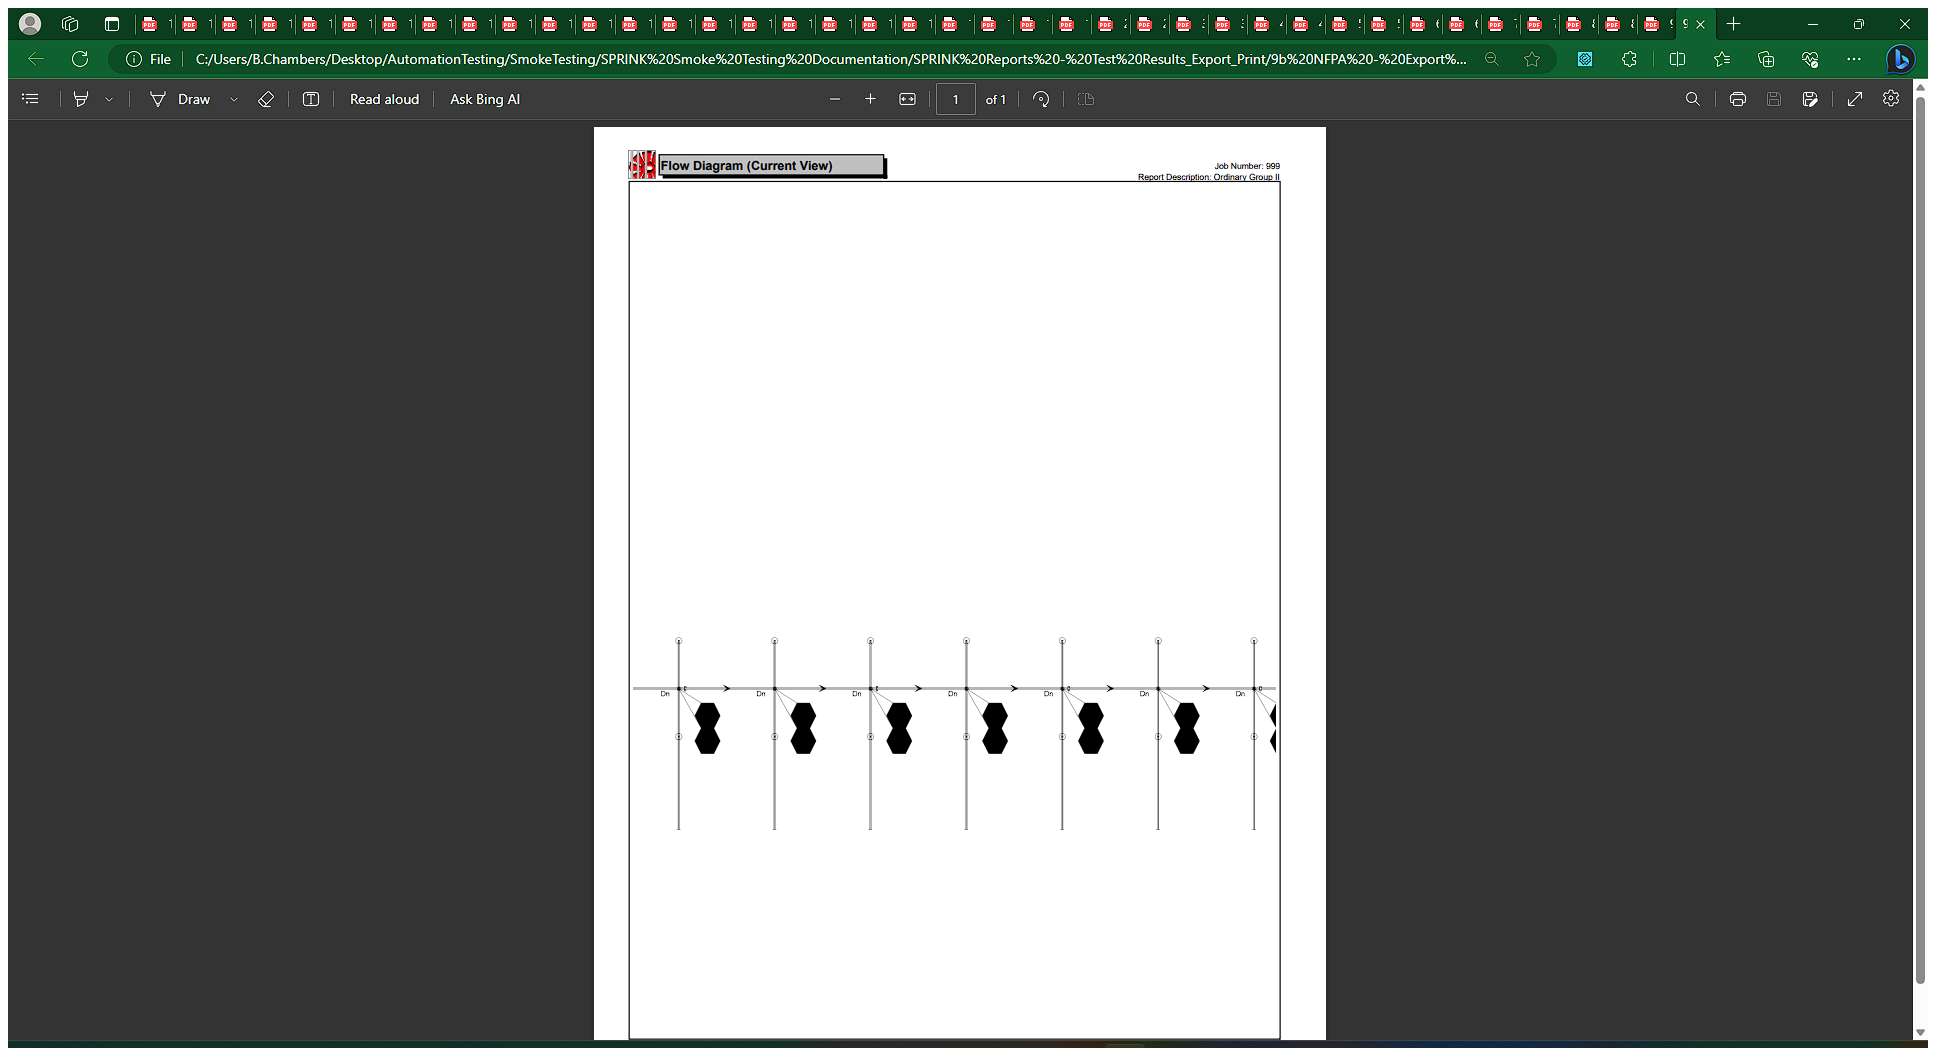 File
C:/Users/B.Chambers/Desktop/AutomationTesting/SmokeTesting/SPRINK%20Smoke%20Testing%20Documentation/SPRINK%20Reports%20-%20Test%20Results_Export_Print/9b%20NFPA%20-%20Export%...
Draw
Read aloud
Ask Bing AI
1
of 1
Flow Diagram (Current View)
Job Number: 999
Report Description: Ordinary Group II
Dn Dn Dn Dn Dn Dn Dn